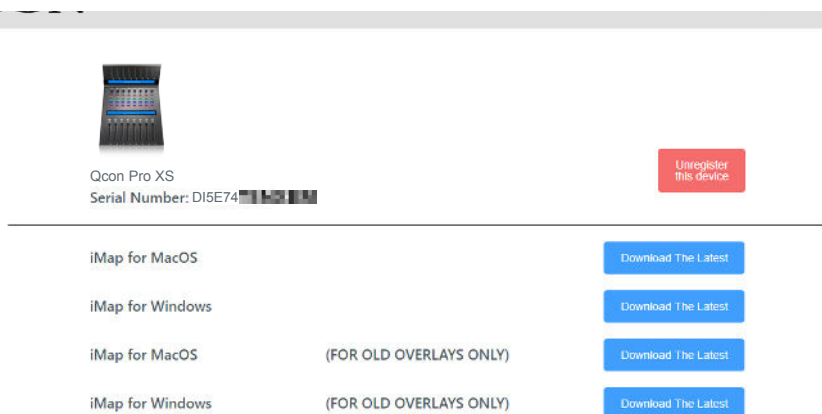 Qcon Pro XS
Unregister
this device
Serial Number: DI5E74
iMap for MacOS
Download The Latest
iMap for Windows
Download The Latest
iMap for MacOS (FOR OLD OVERLAYS ONLY)
Download The Latest
iMap for Windows (FOR OLD OVERLAYS ONLY)
Download The Latest